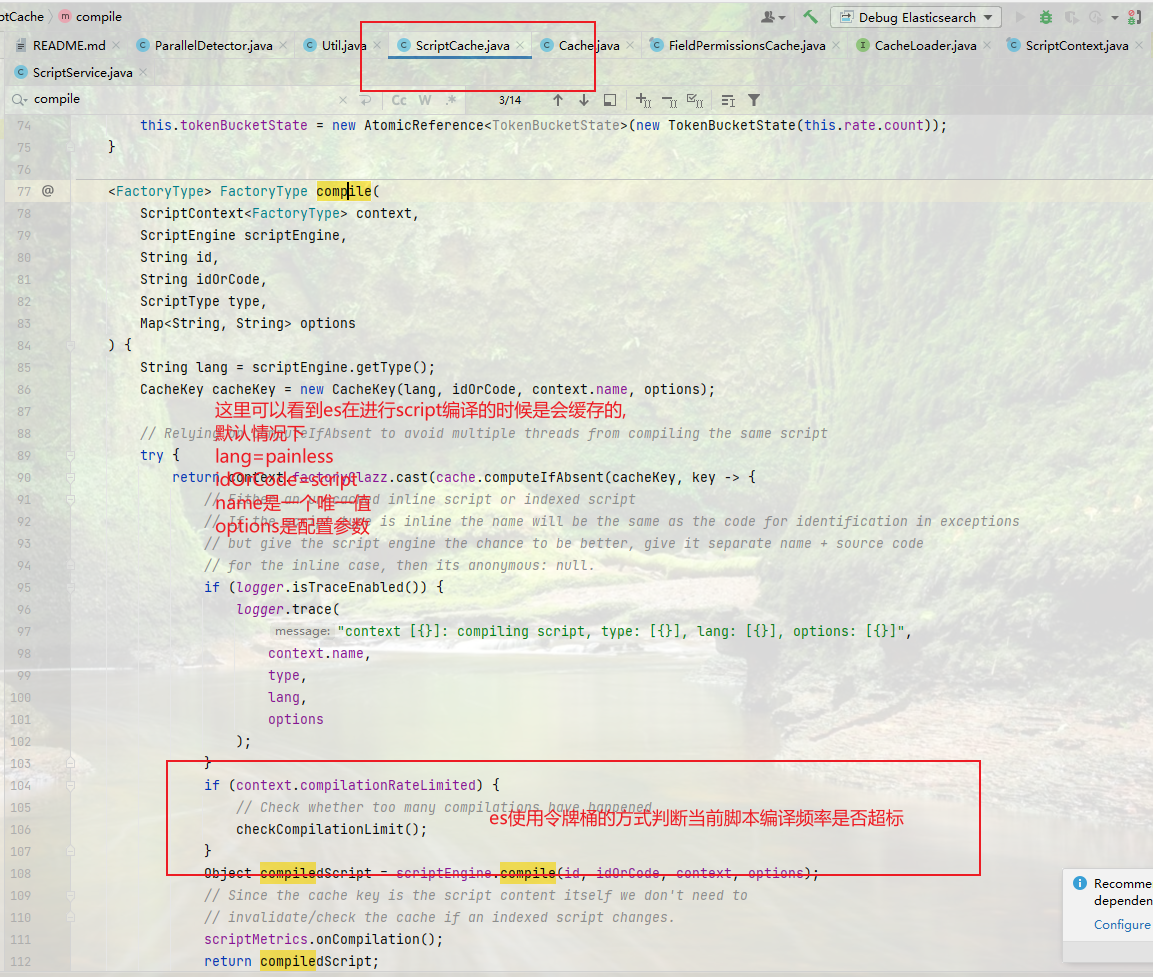 ptCache m compile
Debug Elasticsearch
README.md ParallelDetector.java Util.java ScriptCache.java Cache.java FieldPermissionsCache.java CacheLoader.java ScriptContext.java
ScriptService.java
compile Cc W .* 3/14
74 this.tokenBucketState = new AtomicReference<TokenBucketState>(new TokenBucketState(this.rate.count));
75 }
76
77 @ <FactoryType> FactoryType compile(
78 ScriptContext<FactoryType> context,
79 ScriptEngine scriptEngine,
80 String id,
81 String idOrCode,
82 ScriptType type,
83 Map<String, String> options
84 ) {
85 String lang = scriptEngine.getType();
86 CacheKey cacheKey = new CacheKey(lang, idOrCode, context.name, options);
87
这里可以看到es在进行script编译的时候是会缓存的,
默认情况下
88 // Relying computeIfAbsent to avoid multiple threads from compiling the same script
lang=painless
89 try {
idOrCode=script
90 return context.factoryClazz.cast(cache.computeIfAbsent(cacheKey, key -> {
name是一个唯一值
91 // Either an un-cached inline script or indexed script
options是配置参数
92 // If the script type is inline the name will be the same as the code for identification in exceptions
93 // but give the script engine the chance to be better, give it separate name + source code
94 // for the inline case, then its anonymous: null.
95 if (logger.isTraceEnabled()) {
96 logger.trace(
97 message: "context [{}]: compiling script, type: [{}], lang: [{}], options: [{}]",
98 context.name,
99 type,
100 lang,
101 options
102 );
103 }
104 if (context.compilationRateLimited) {
105 // Check whether too many compilations have happened
es使用令牌桶的方式判断当前脚本编译频率是否超标
106 checkCompilationLimit();
107 }
108 Object compiledScript = scriptEngine.compile(id, idOrCode, context, options);
109 // Since the cache key is the script content itself we don't need to
110 // invalidate/check the cache if an indexed script changes.
111 scriptMetrics.onCompilation();
112 return compiledScript;
Recomme
dependen
Configure